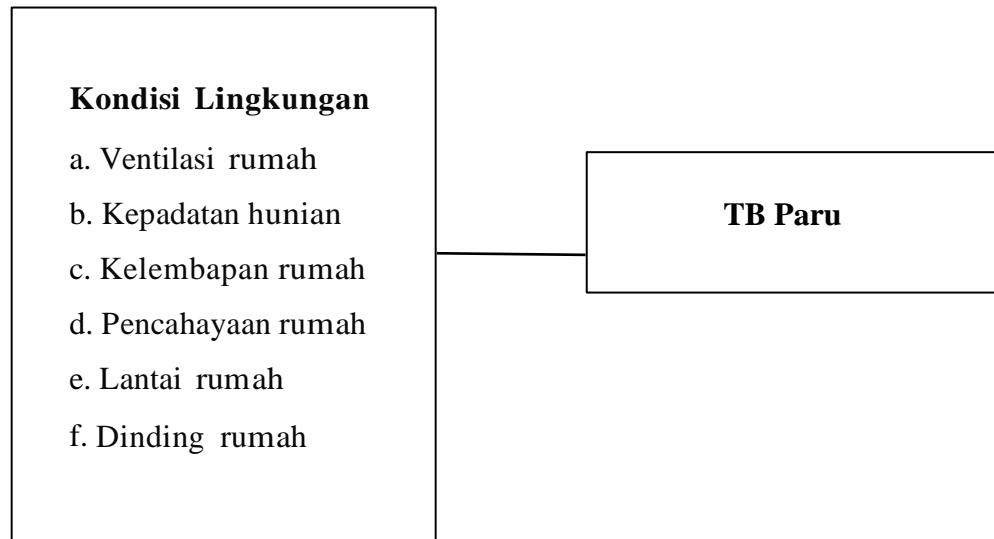 Kondisi Lingkungan
a. Ventilasi rumah
b. Kepadatan hunian
c. Kelembapan rumah
d. Pencahayaan rumah
e. Lantai rumah
f. Dinding rumah
TB Paru